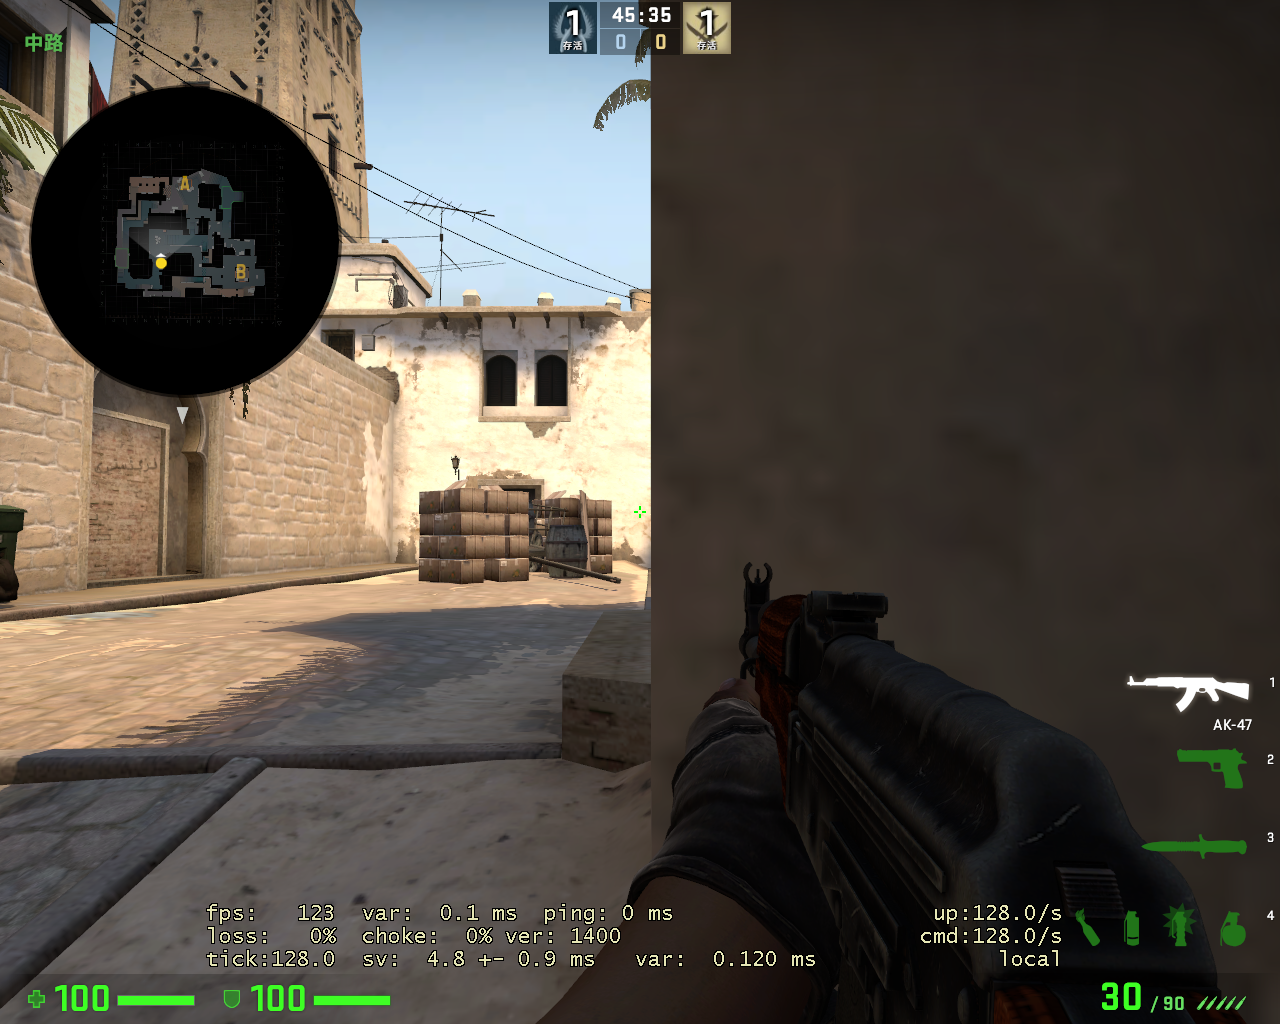 中路
1
存活
45:35
0
0
1
存活
A
B
1
AK-47
2
3
4
fps: 123 var: 0.1 ms ping: 0 ms
loss: 0% choke: 0% ver: 1400
tick:128.0 sv: 4.8 +- 0.9 ms var: 0.120 ms
up:128.0/s
cmd:128.0/s
local
100
100
30 / 90